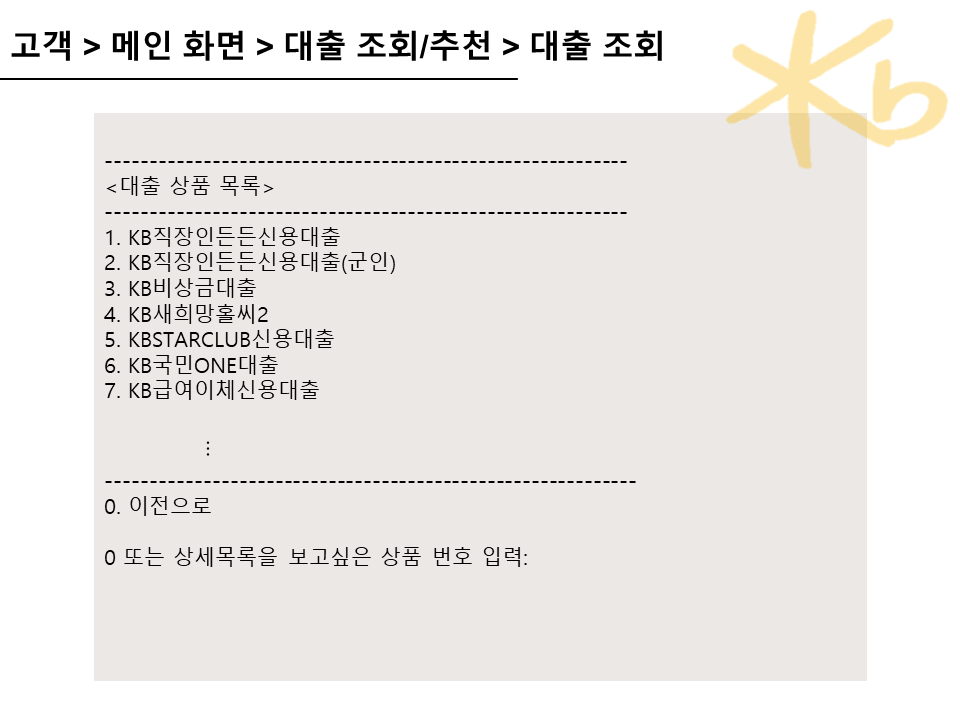 고객 > 메인 화면 > 대출 조회/추천 > 대출 조회
Kb
-----------------------------------------------------------
<대출 상품 목록>
-----------------------------------------------------------
1. KB직장인든든신용대출
2. KB직장인든든신용대출(군인)
3. KB비상금대출
4. KB새희망홀씨2
5. KBSTARCLUB신용대출
6. KB국민ONE대출
7. KB급여이체신용대출
⋮
------------------------------------------------------------
0. 이전으로
0 또는 상세목록을 보고싶은 상품 번호 입력: